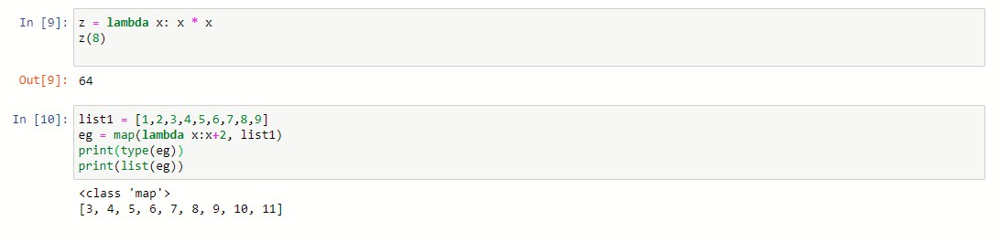 In [9]: z = lambda x: x * x
z(8)
Out[9]: 64
In [10]: list1 = [1,2,3,4,5,6,7,8,9]
eg = map(lambda x:x+2, list1)
print(type(eg))
print(list(eg))
<class 'map'>
[3, 4, 5, 6, 7, 8, 9, 10, 11]